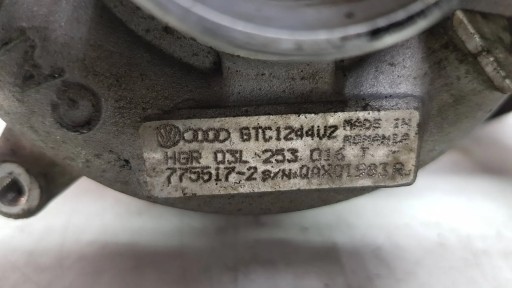 GTC1244VZ MADE IN ROMANIA
HGR 03L 253 016 T
775517-2 S/N: